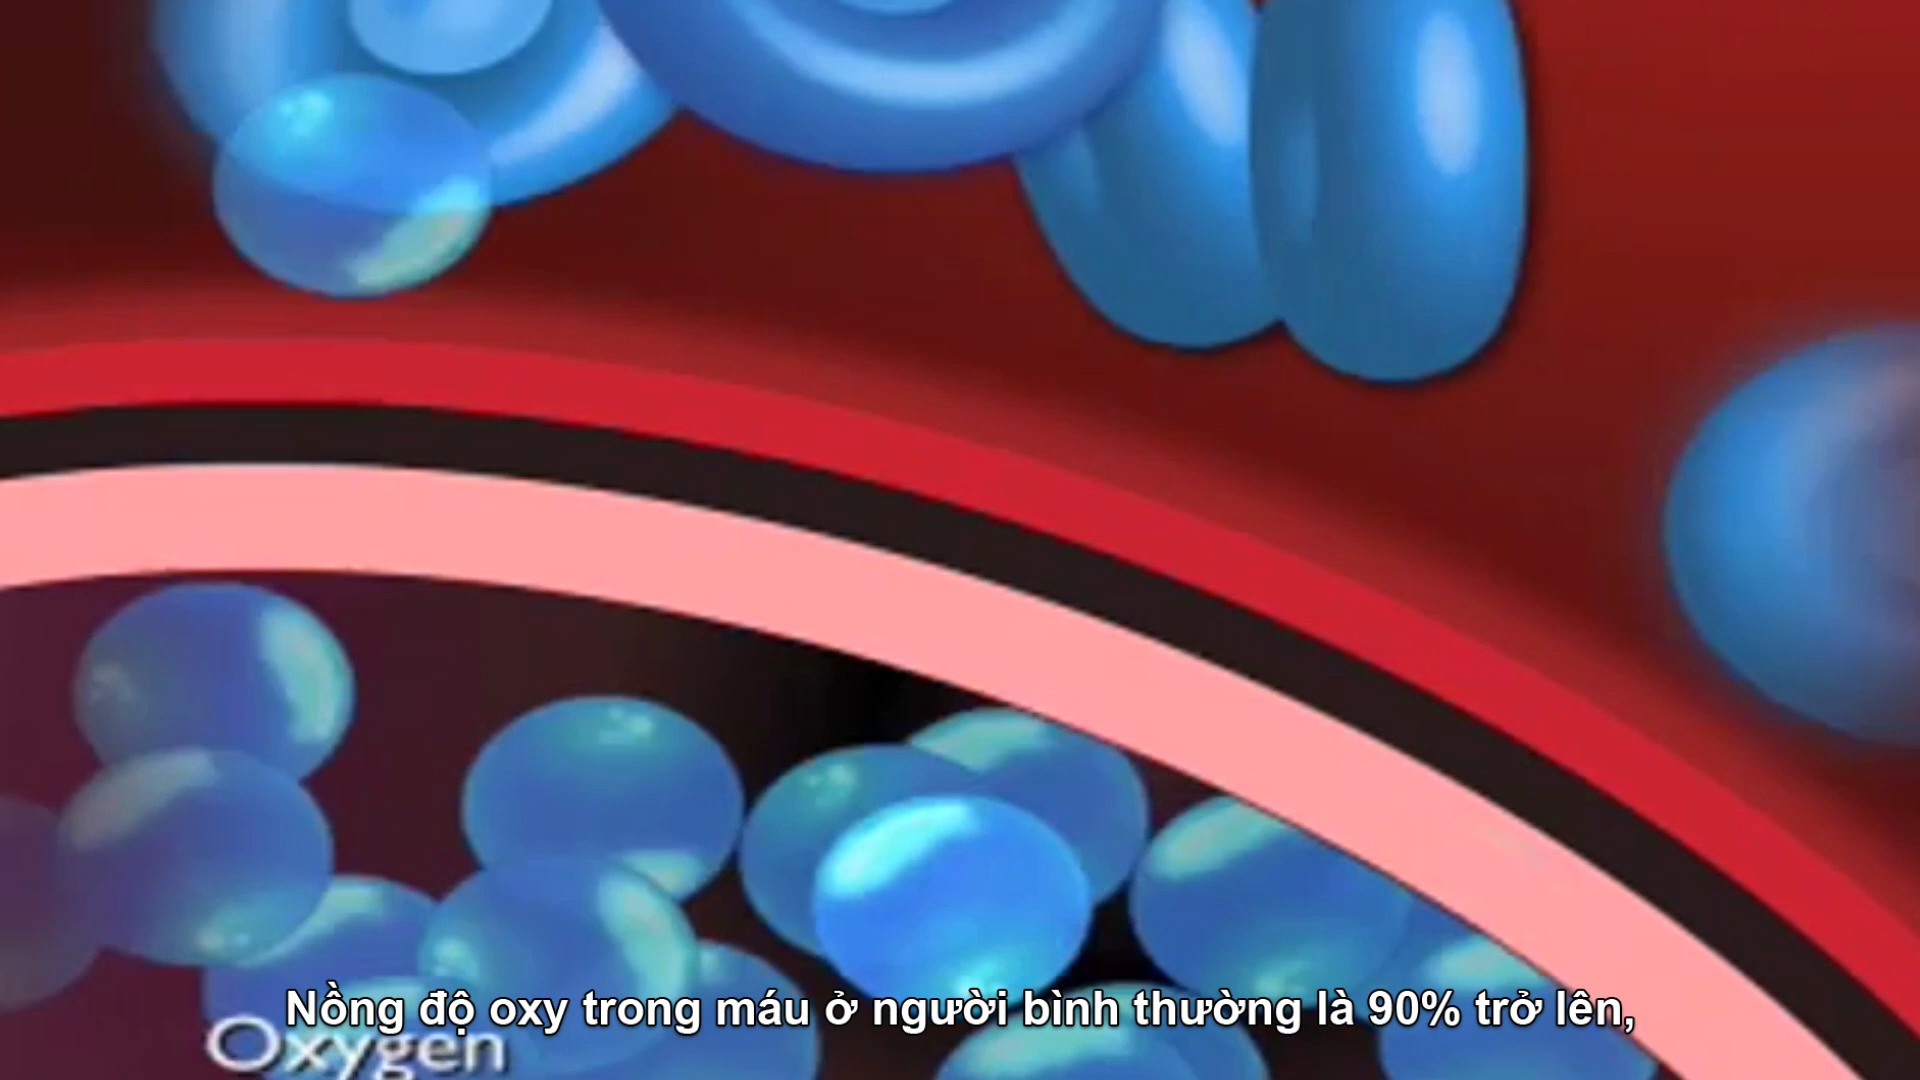 Nồng độ oxy trong máu ở người bình thường là 90% trở lên,
Oxygen